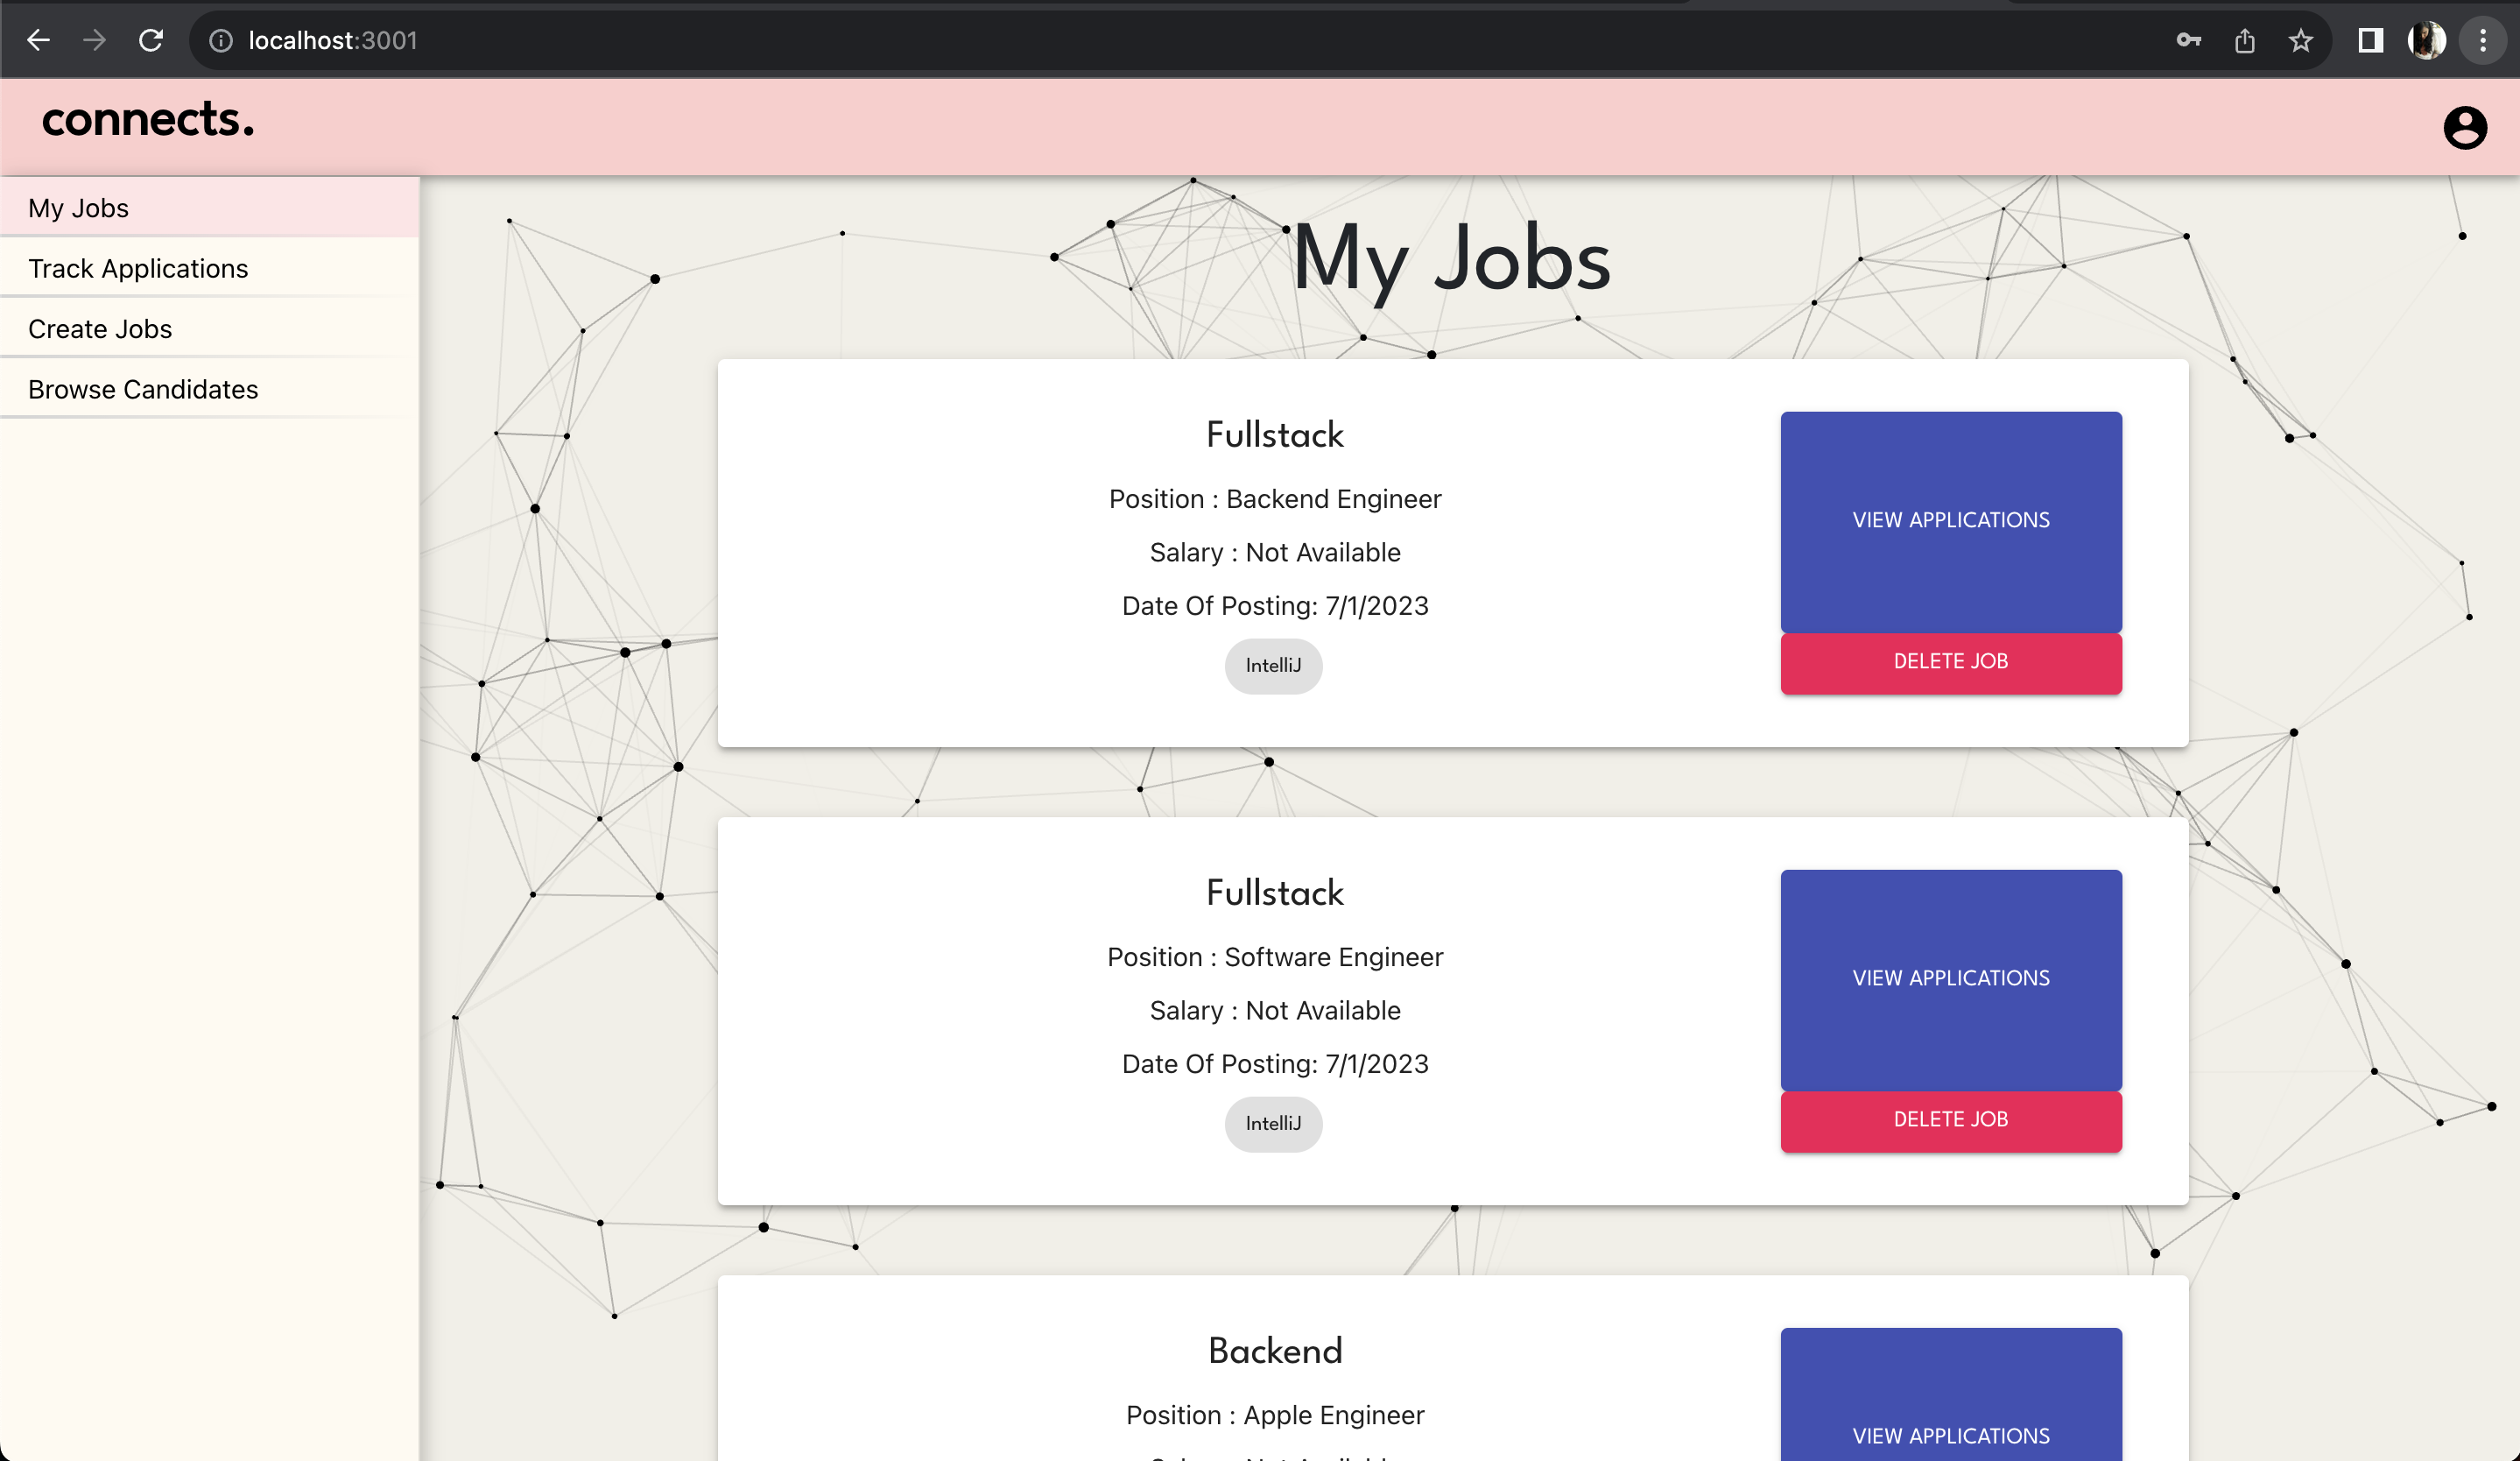 localhost:3001
connects.
My Jobs
Track Applications
Create Jobs
Browse Candidates
My Jobs
Fullstack
Position : Backend Engineer
Salary : Not Available
Date Of Posting: 7/1/2023
IntelliJ
VIEW APPLICATIONS
DELETE JOB
Fullstack
Position : Software Engineer
Salary : Not Available
Date Of Posting: 7/1/2023
IntelliJ
VIEW APPLICATIONS
DELETE JOB
Backend
Position : Apple Engineer
VIEW APPLICATIONS